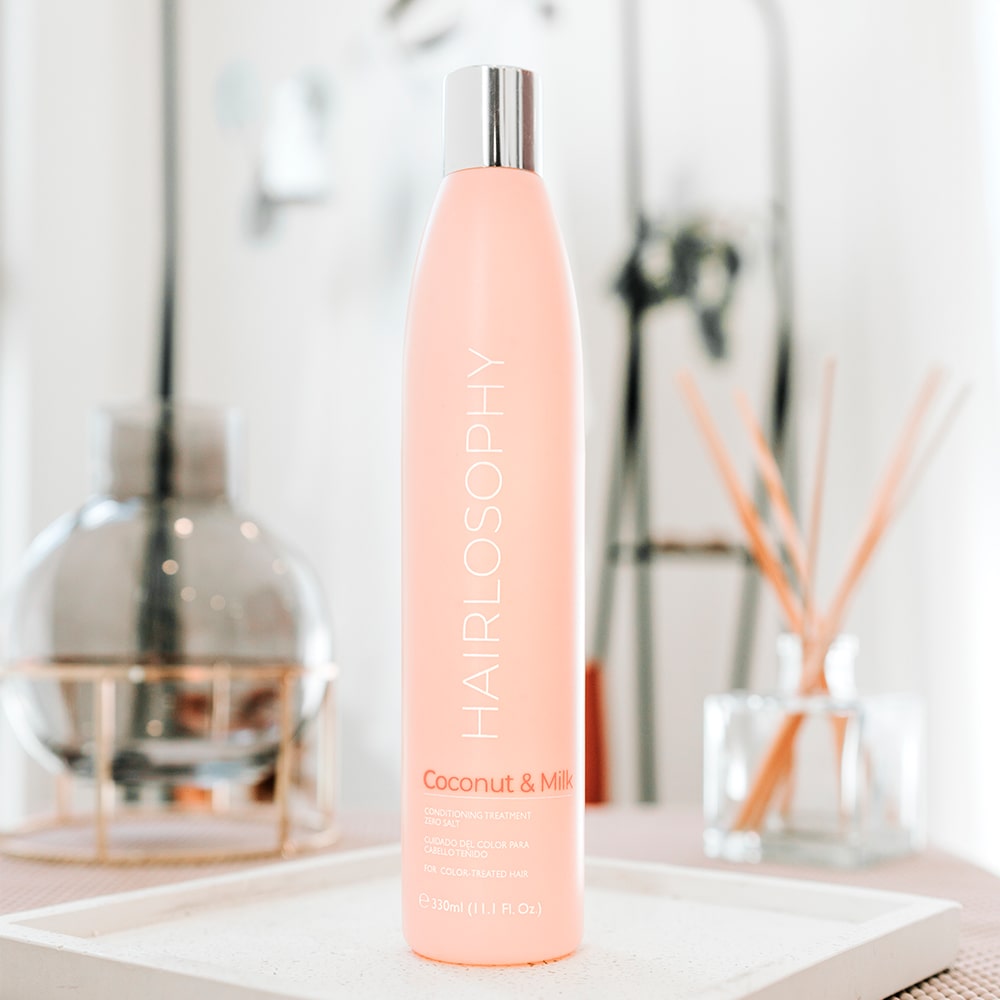 HAIRLOSOPHY
Coconut & Milk
CONDITIONING TREATMENT
ZERO SALT
CUIDADO DEL COLOR PARA
CABELLO TEÑIDO
FOR COLOR-TREATED HAIR
℮ 330ml (11.1 Fl. Oz.)